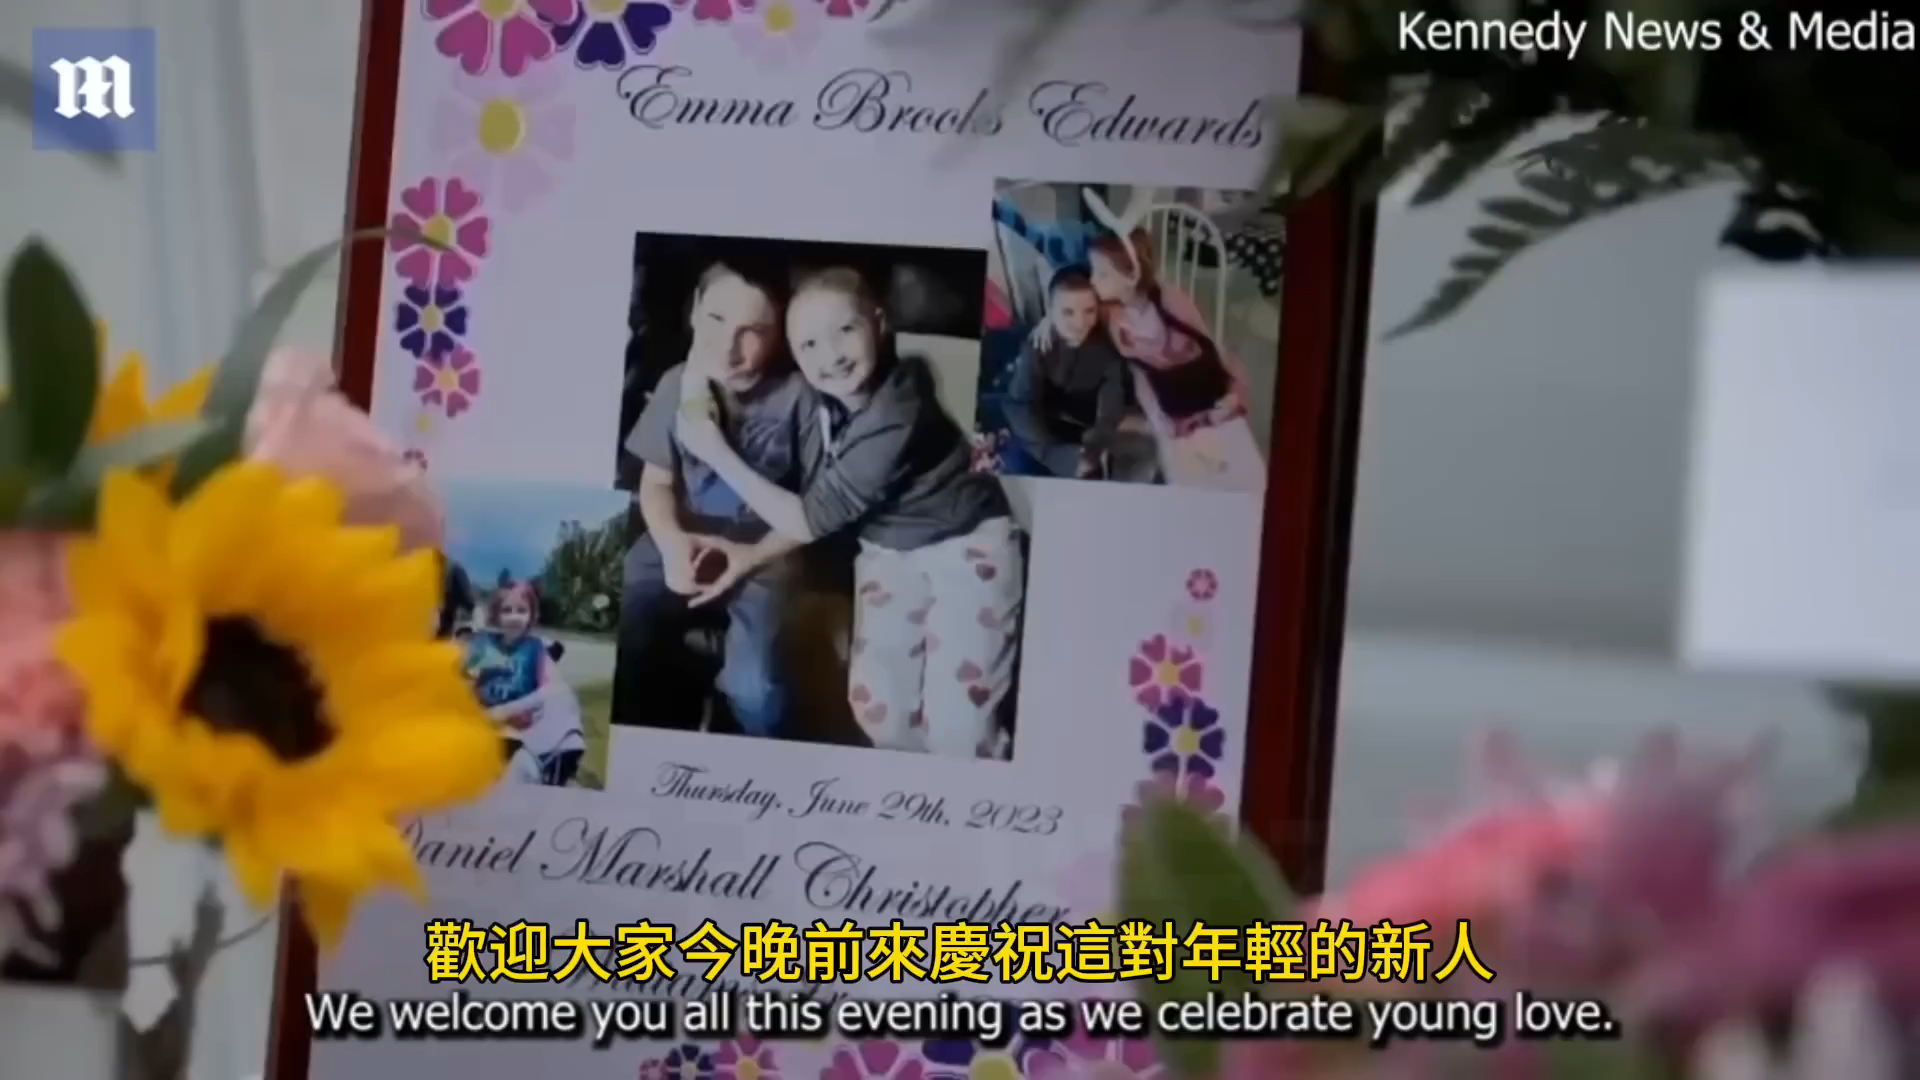 Kennedy News & Media
M
Emma Brooks Edwards
Thursday, June 29th, 2023
Daniel Marshall Christopher
歡迎大家今晚前來慶祝這對年輕的新人
We welcome you all this evening as we celebrate young love.